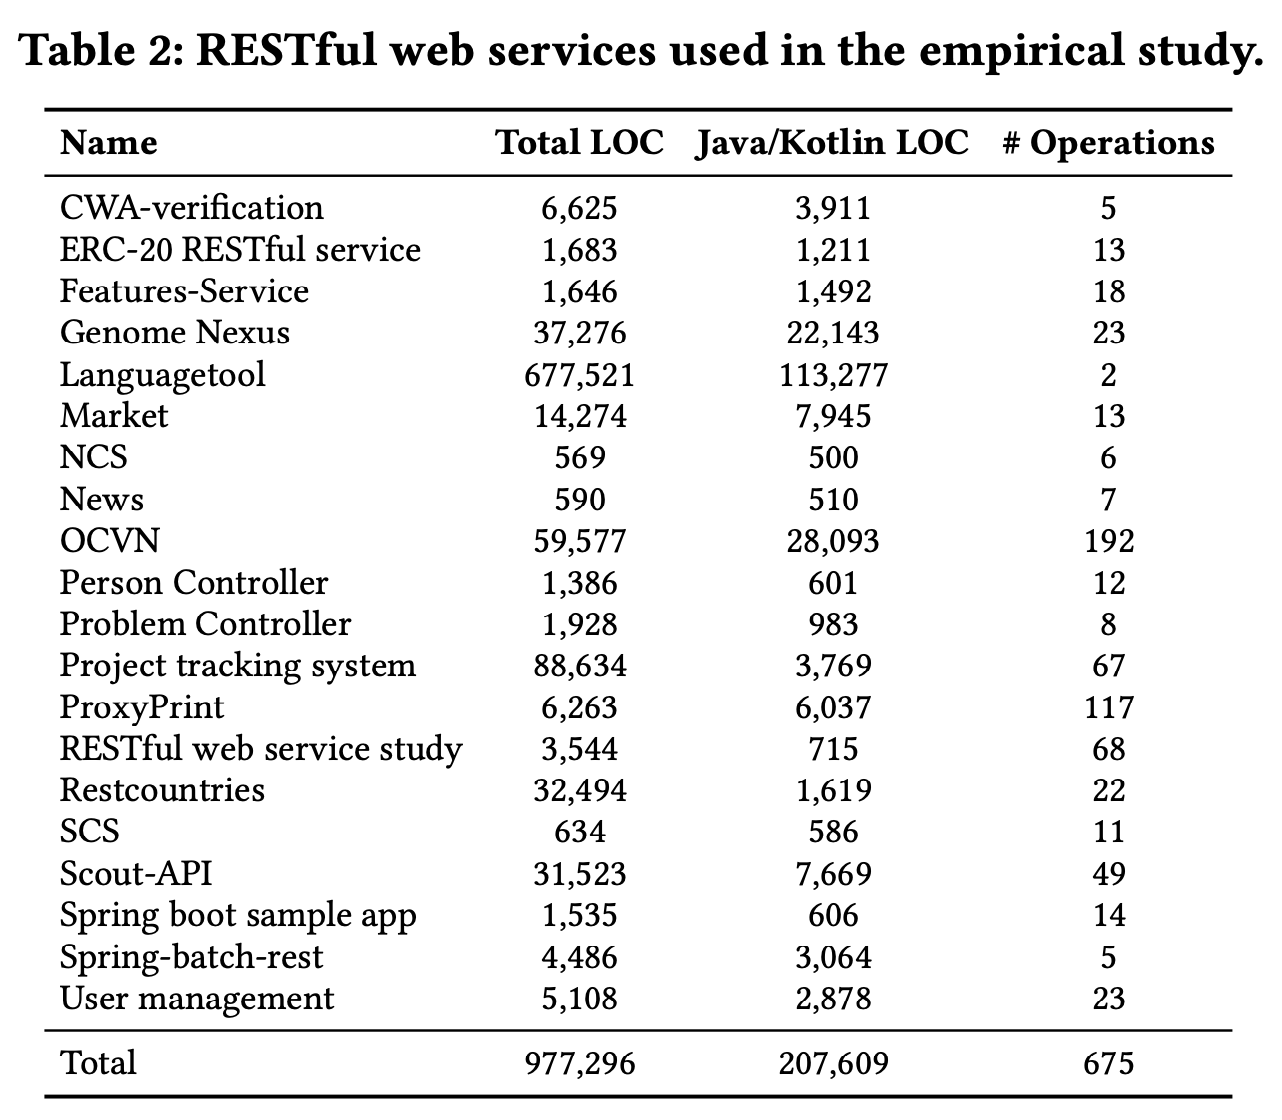 Table 2: RESTful web services used in the empirical study.
Name Total LOC Java/Kotlin LOC # Operations
CWA-verification 6,625 3,911 5
ERC-20 RESTful service 1,683 1,211 13
Features-Service 1,646 1,492 18
Genome Nexus 37,276 22,143 23
Languagetool 677,521 113,277 2
Market 14,274 7,945 13
NCS 569 500 6
News 590 510 7
OCVN 59,577 28,093 192
Person Controller 1,386 601 12
Problem Controller 1,928 983 8
Project tracking system 88,634 3,769 67
ProxyPrint 6,263 6,037 117
RESTful web service study 3,544 715 68
Restcountries 32,494 1,619 22
SCS 634 586 11
Scout-API 31,523 7,669 49
Spring boot sample app 1,535 606 14
Spring-batch-rest 4,486 3,064 5
User management 5,108 2,878 23
Total 977,296 207,609 675